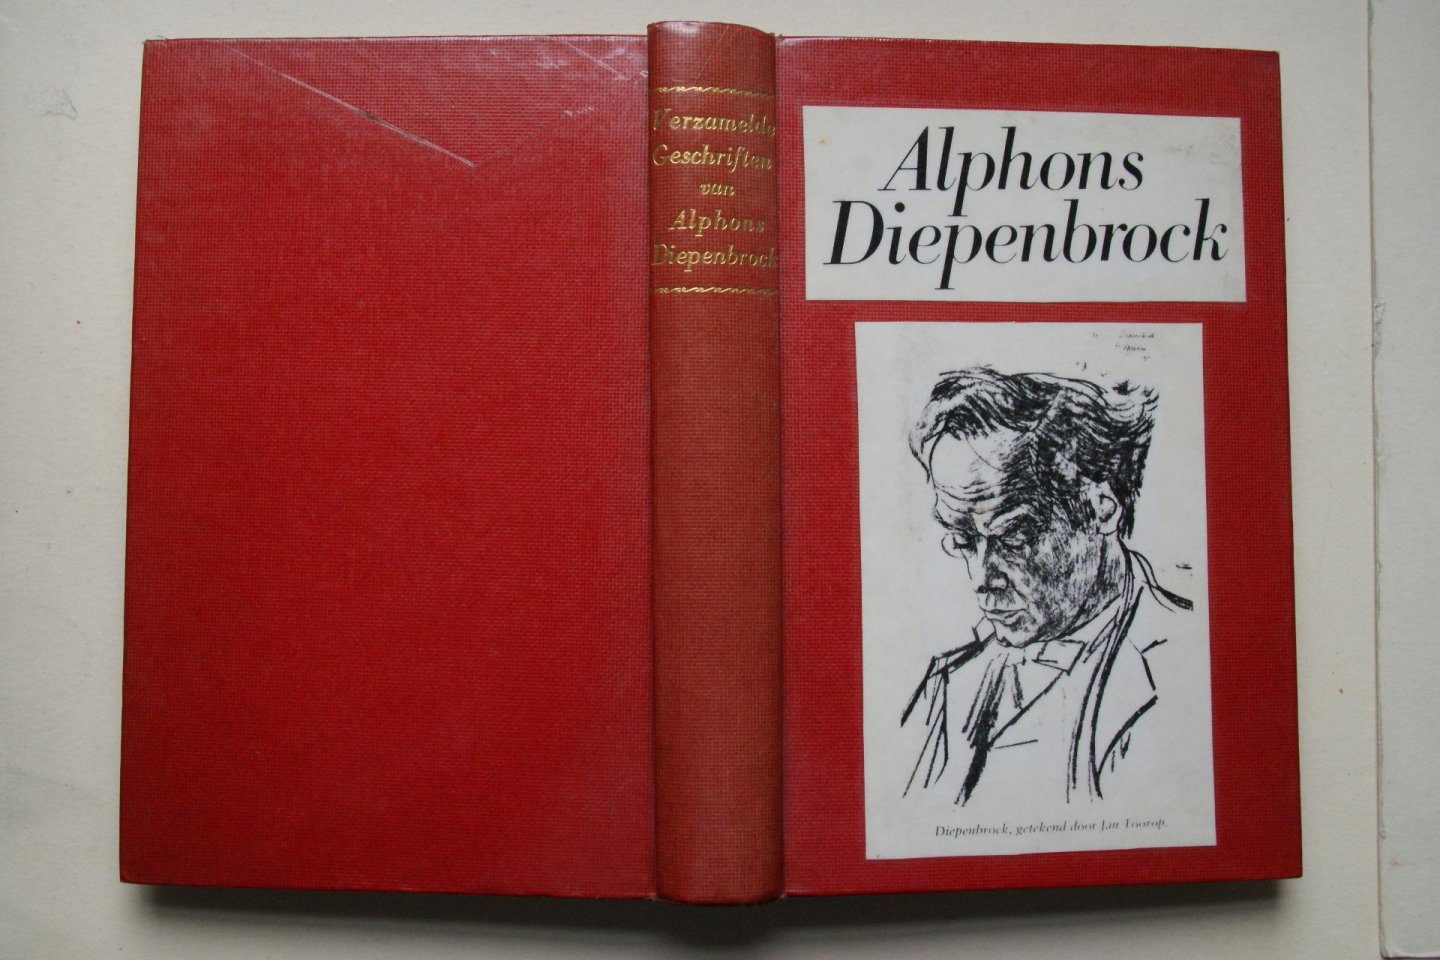 Verzamelde
Geschriften
van
Alphons
Diepenbrock
Alphons
Diepenbrock
Diepenbrock, getekend door Jan Toorop.